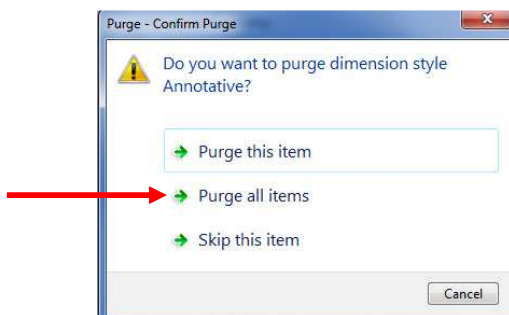 Purge - Confirm Purge
Do you want to purge dimension style
Annotative?
Purge this item
Purge all items
Skip this item
Cancel